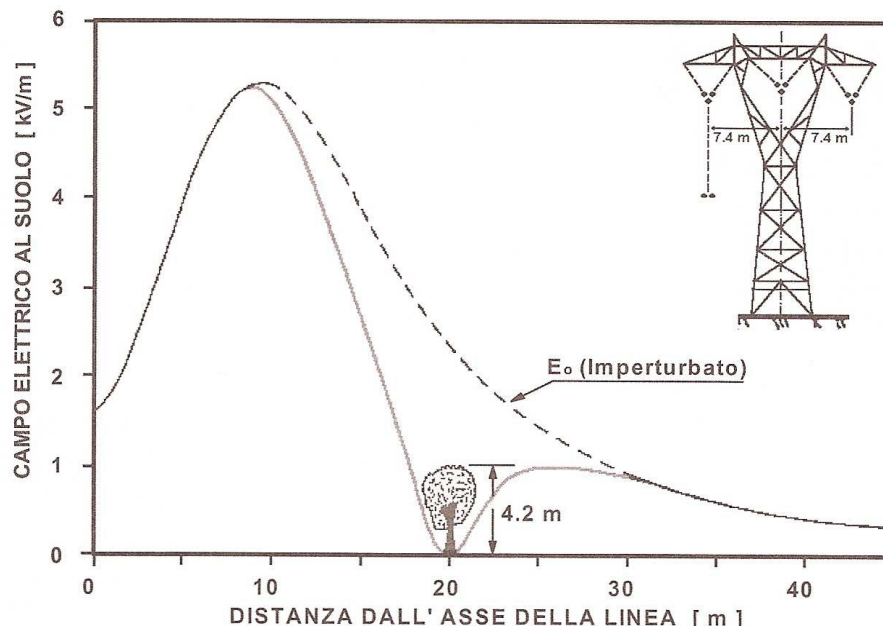 CAMPO ELETTRICO AL SUOLO [ kV/m ]
6
5
4
3
2
1
0
7.4 m
7.4 m
Eo (Imperturbato)
4.2 m
0
10
20
30
40
DISTANZA DALL' ASSE DELLA LINEA [ m ]